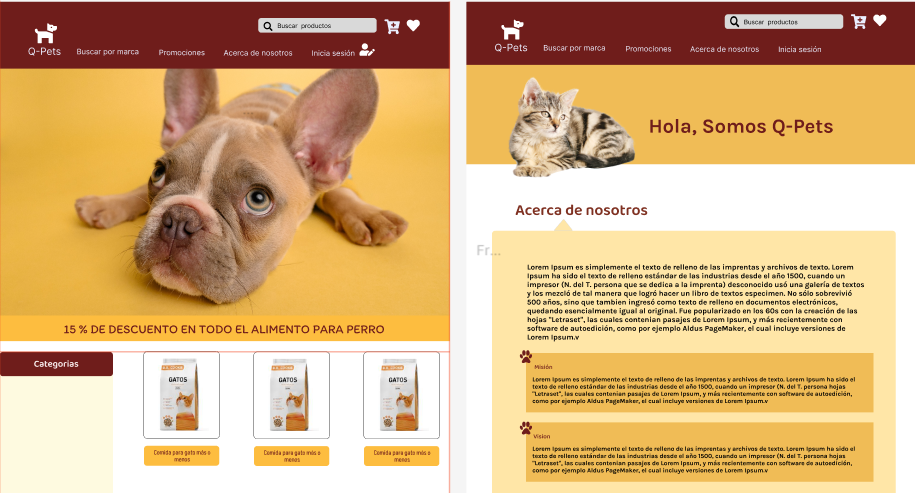 Buscar productos
Q-Pets
Buscar por marca
Promociones
Acerca de nosotros
Inicia sesión
15 % DE DESCUENTO EN TODO EL ALIMENTO PARA PERRO
Categorias
GATOS
GATOS
GATOS
Comida para gato más o
menos
Comida para gato más o
menos
Comida para gato más o
menos
Buscar productos
Q-Pets
Buscar por marca
Promociones
Acerca de nosotros
Inicia sesión
Hola, Somos Q-Pets
Acerca de nosotros
Fr...
Lorem Ipsum es simplemente el texto de relleno de las imprentas y archivos de texto. Lorem
Ipsum ha sido el texto de relleno estándar de las industrias desde el año 1500, cuando un
impresor (N. del T. persona que se dedica a la imprenta) desconocido usó una galería de textos
y los mezcló de tal manera que logró hacer un libro de textos especimen. No sólo sobrevivió
500 años, sino que tambien ingresó como texto de relleno en documentos electrónicos,
quedando esencialmente igual al original. Fue popularizado en los 60s con la creación de las
hojas "Letraset", las cuales contenian pasajes de Lorem Ipsum, y más recientemente con
software de autoedición, como por ejemplo Aldus PageMaker, el cual incluye versiones de
Lorem Ipsum.v
Misión
Lorem Ipsum es simplemente el texto de relleno de las imprentas y archivos de texto. Lorem Ipsum ha sido el
texto de relleno estándar de las industrias desde el año 1500, cuando un impresor (N. del T. persona hojas
"Letraset", las cuales contenian pasajes de Lorem Ipsum, y más recientemente con software de autoedición,
como por ejemplo Aldus PageMaker, el cual incluye versiones de Lorem Ipsum.v
Vision
Lorem Ipsum es simplemente el texto de relleno de las imprentas y archivos de texto. Lorem Ipsum ha sido el
texto de relleno estándar de las industrias desde el año 1500, cuando un impresor (N. del T. persona hojas
"Letraset", las cuales contenian pasajes de Lorem Ipsum, y más recientemente con software de autoedición,
como por ejemplo Aldus PageMaker, el cual incluye versiones de Lorem Ipsum.v